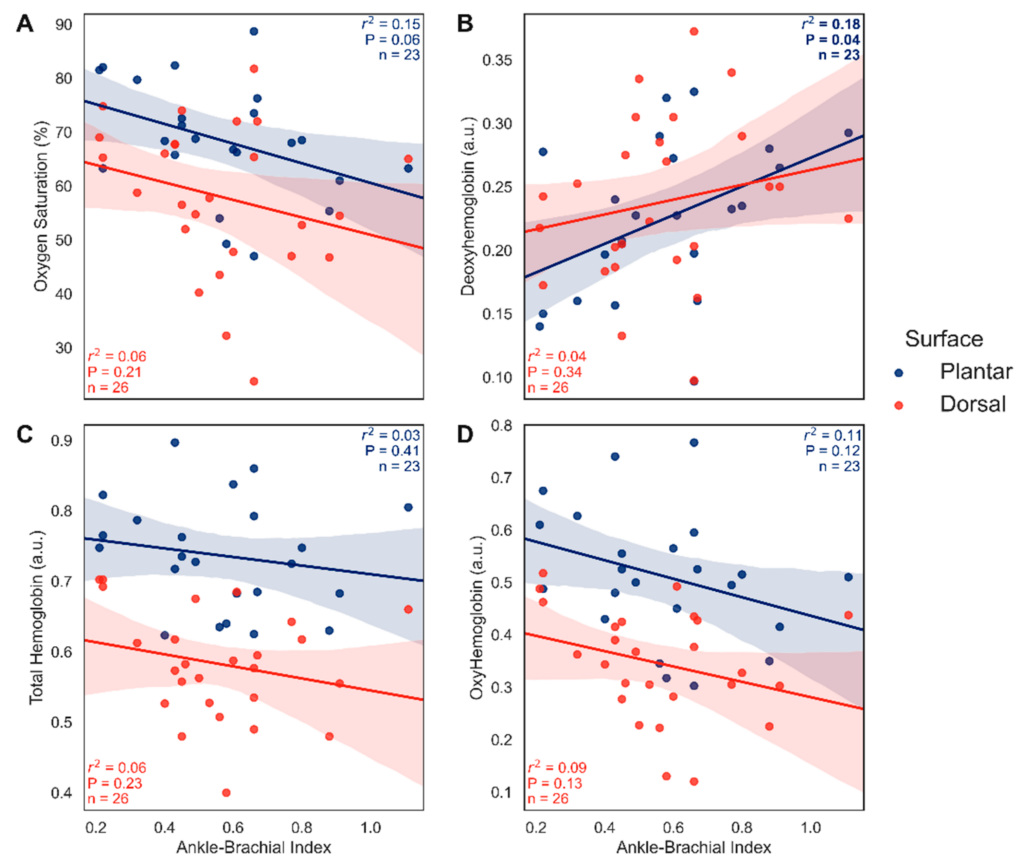 A
90
80
70
60
50
40
30
Oxygen Saturation (%)
r² = 0.15
P = 0.06
n = 23
r² = 0.06
P = 0.21
n = 26
B
0.35
0.30
0.25
0.20
0.15
0.10
Deoxyhemoglobin (a.u.)
r² = 0.18
P = 0.04
n = 23
r² = 0.04
P = 0.34
n = 26
Surface
Plantar
Dorsal
C
0.9
0.8
0.7
0.6
0.5
0.4
Total Hemoglobin (a.u.)
r² = 0.03
P = 0.41
n = 23
r² = 0.06
P = 0.23
n = 26
0.2 0.4 0.6 0.8 1.0
Ankle-Brachial Index
D
0.8
0.7
0.6
0.5
0.4
0.3
0.2
0.1
OxyHemoglobin (a.u.)
r² = 0.11
P = 0.12
n = 23
r² = 0.09
P = 0.13
n = 26
0.2 0.4 0.6 0.8 1.0
Ankle-Brachial Index